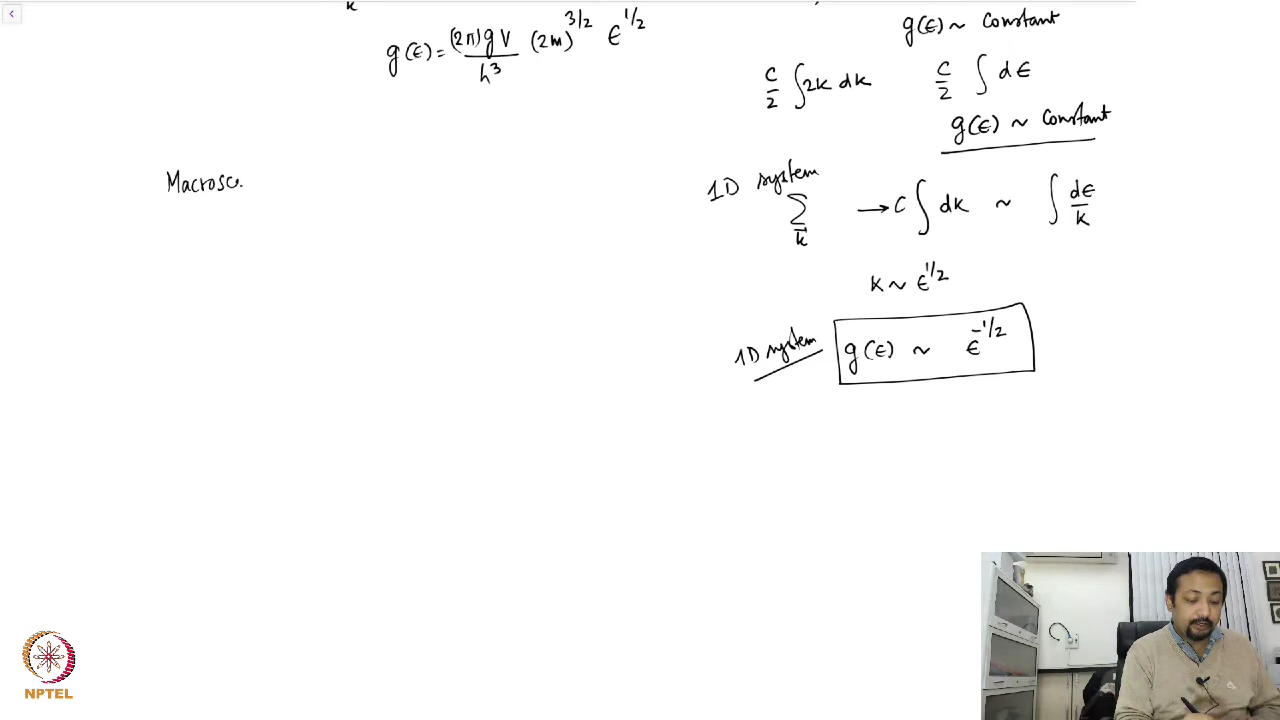 k
g(ϵ) = (2π)gV / h³ (2m)^3/2 ϵ^1/2
Macrosc
g(ϵ) ~ Constant
C/2 ∫2k dk C/2 ∫ dϵ
g(ϵ) ~ Constant
1D system
∑_k → C ∫ dk ~ ∫ dϵ/k
k ~ ϵ^1/2
1D system g(ϵ) ~ ϵ^-1/2
NPTEL